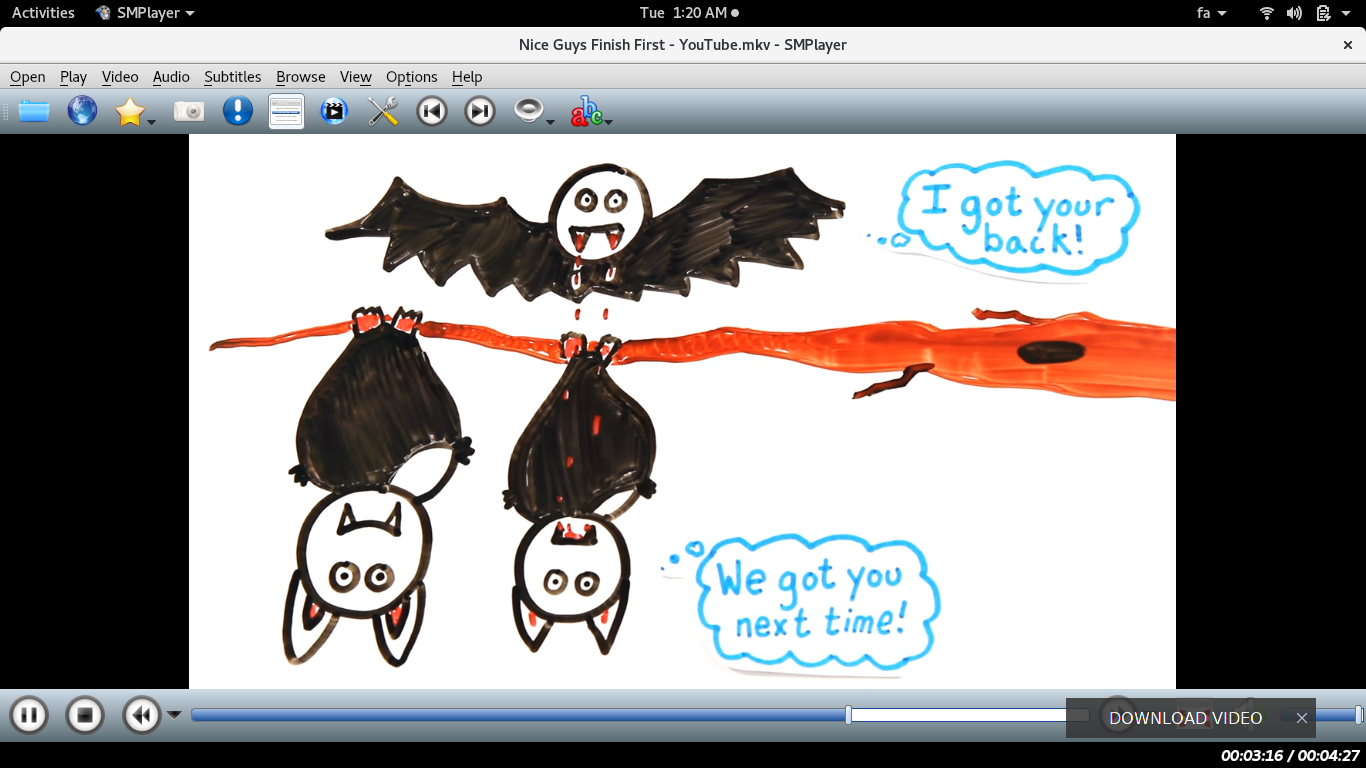 Activities SMPlayer Tue 1:20 AM fa
Nice Guys Finish First - YouTube.mkv - SMPlayer ×
Open Play Video Audio Subtitles Browse View Options Help
abc
I got your
back!
We got you
next time!
DOWNLOAD VIDEO ×
00:03:16 / 00:04:27